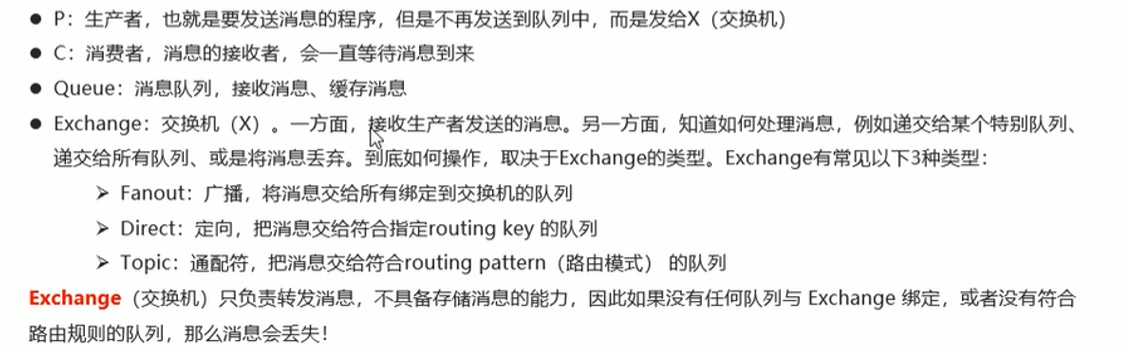 ● P：生产者，也就是要发送消息的程序，但是不再发送到队列中，而是发给X（交换机）
● C：消费者，消息的接收者，会一直等待消息到来
● Queue：消息队列，接收消息、缓存消息
● Exchange：交换机（X）。一方面，接收生产者发送的消息。另一方面，知道如何处理消息，例如递交给某个特别队列、
递交给所有队列、或是将消息丢弃。到底如何操作，取决于Exchange的类型。Exchange有常见以下3种类型：
➢ Fanout：广播，将消息交给所有绑定到交换机的队列
➢ Direct：定向，把消息交给符合指定routing key 的队列
➢ Topic：通配符，把消息交给符合routing pattern（路由模式） 的队列
Exchange（交换机）只负责转发消息，不具备存储消息的能力，因此如果没有任何队列与 Exchange 绑定，或者没有符合
路由规则的队列，那么消息会丢失！